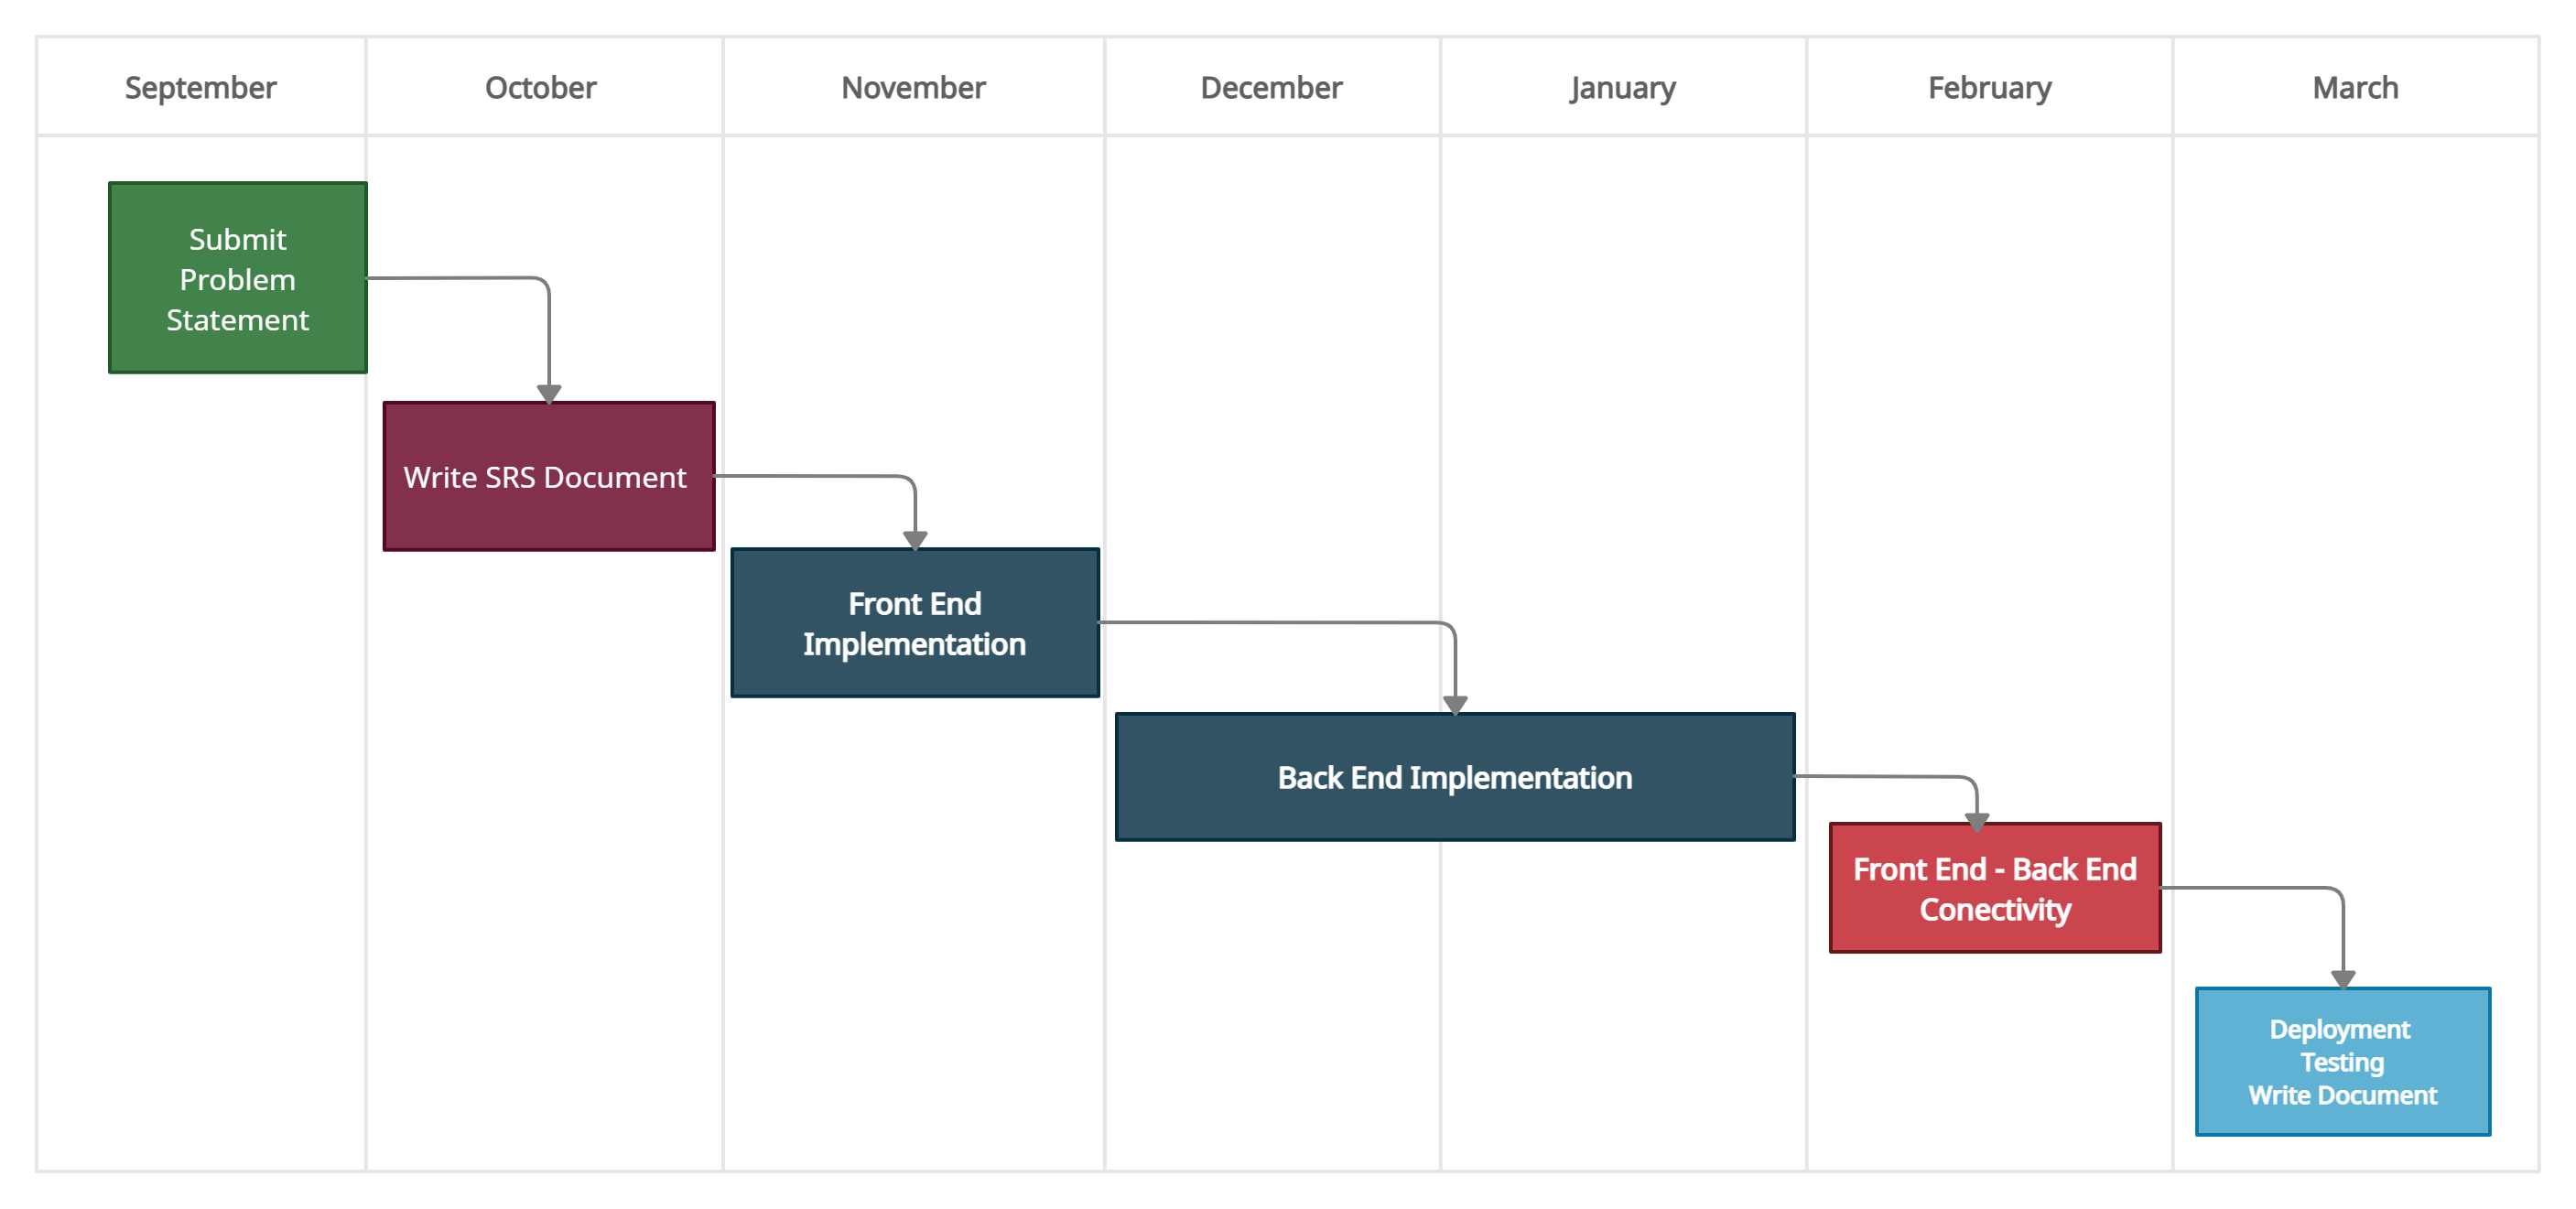 September
October
November
December
January
February
March
Submit
Problem
Statement
Write SRS Document
Front End
Implementation
Back End Implementation
Front End - Back End
Conectivity
Deployment
Testing
Write Document